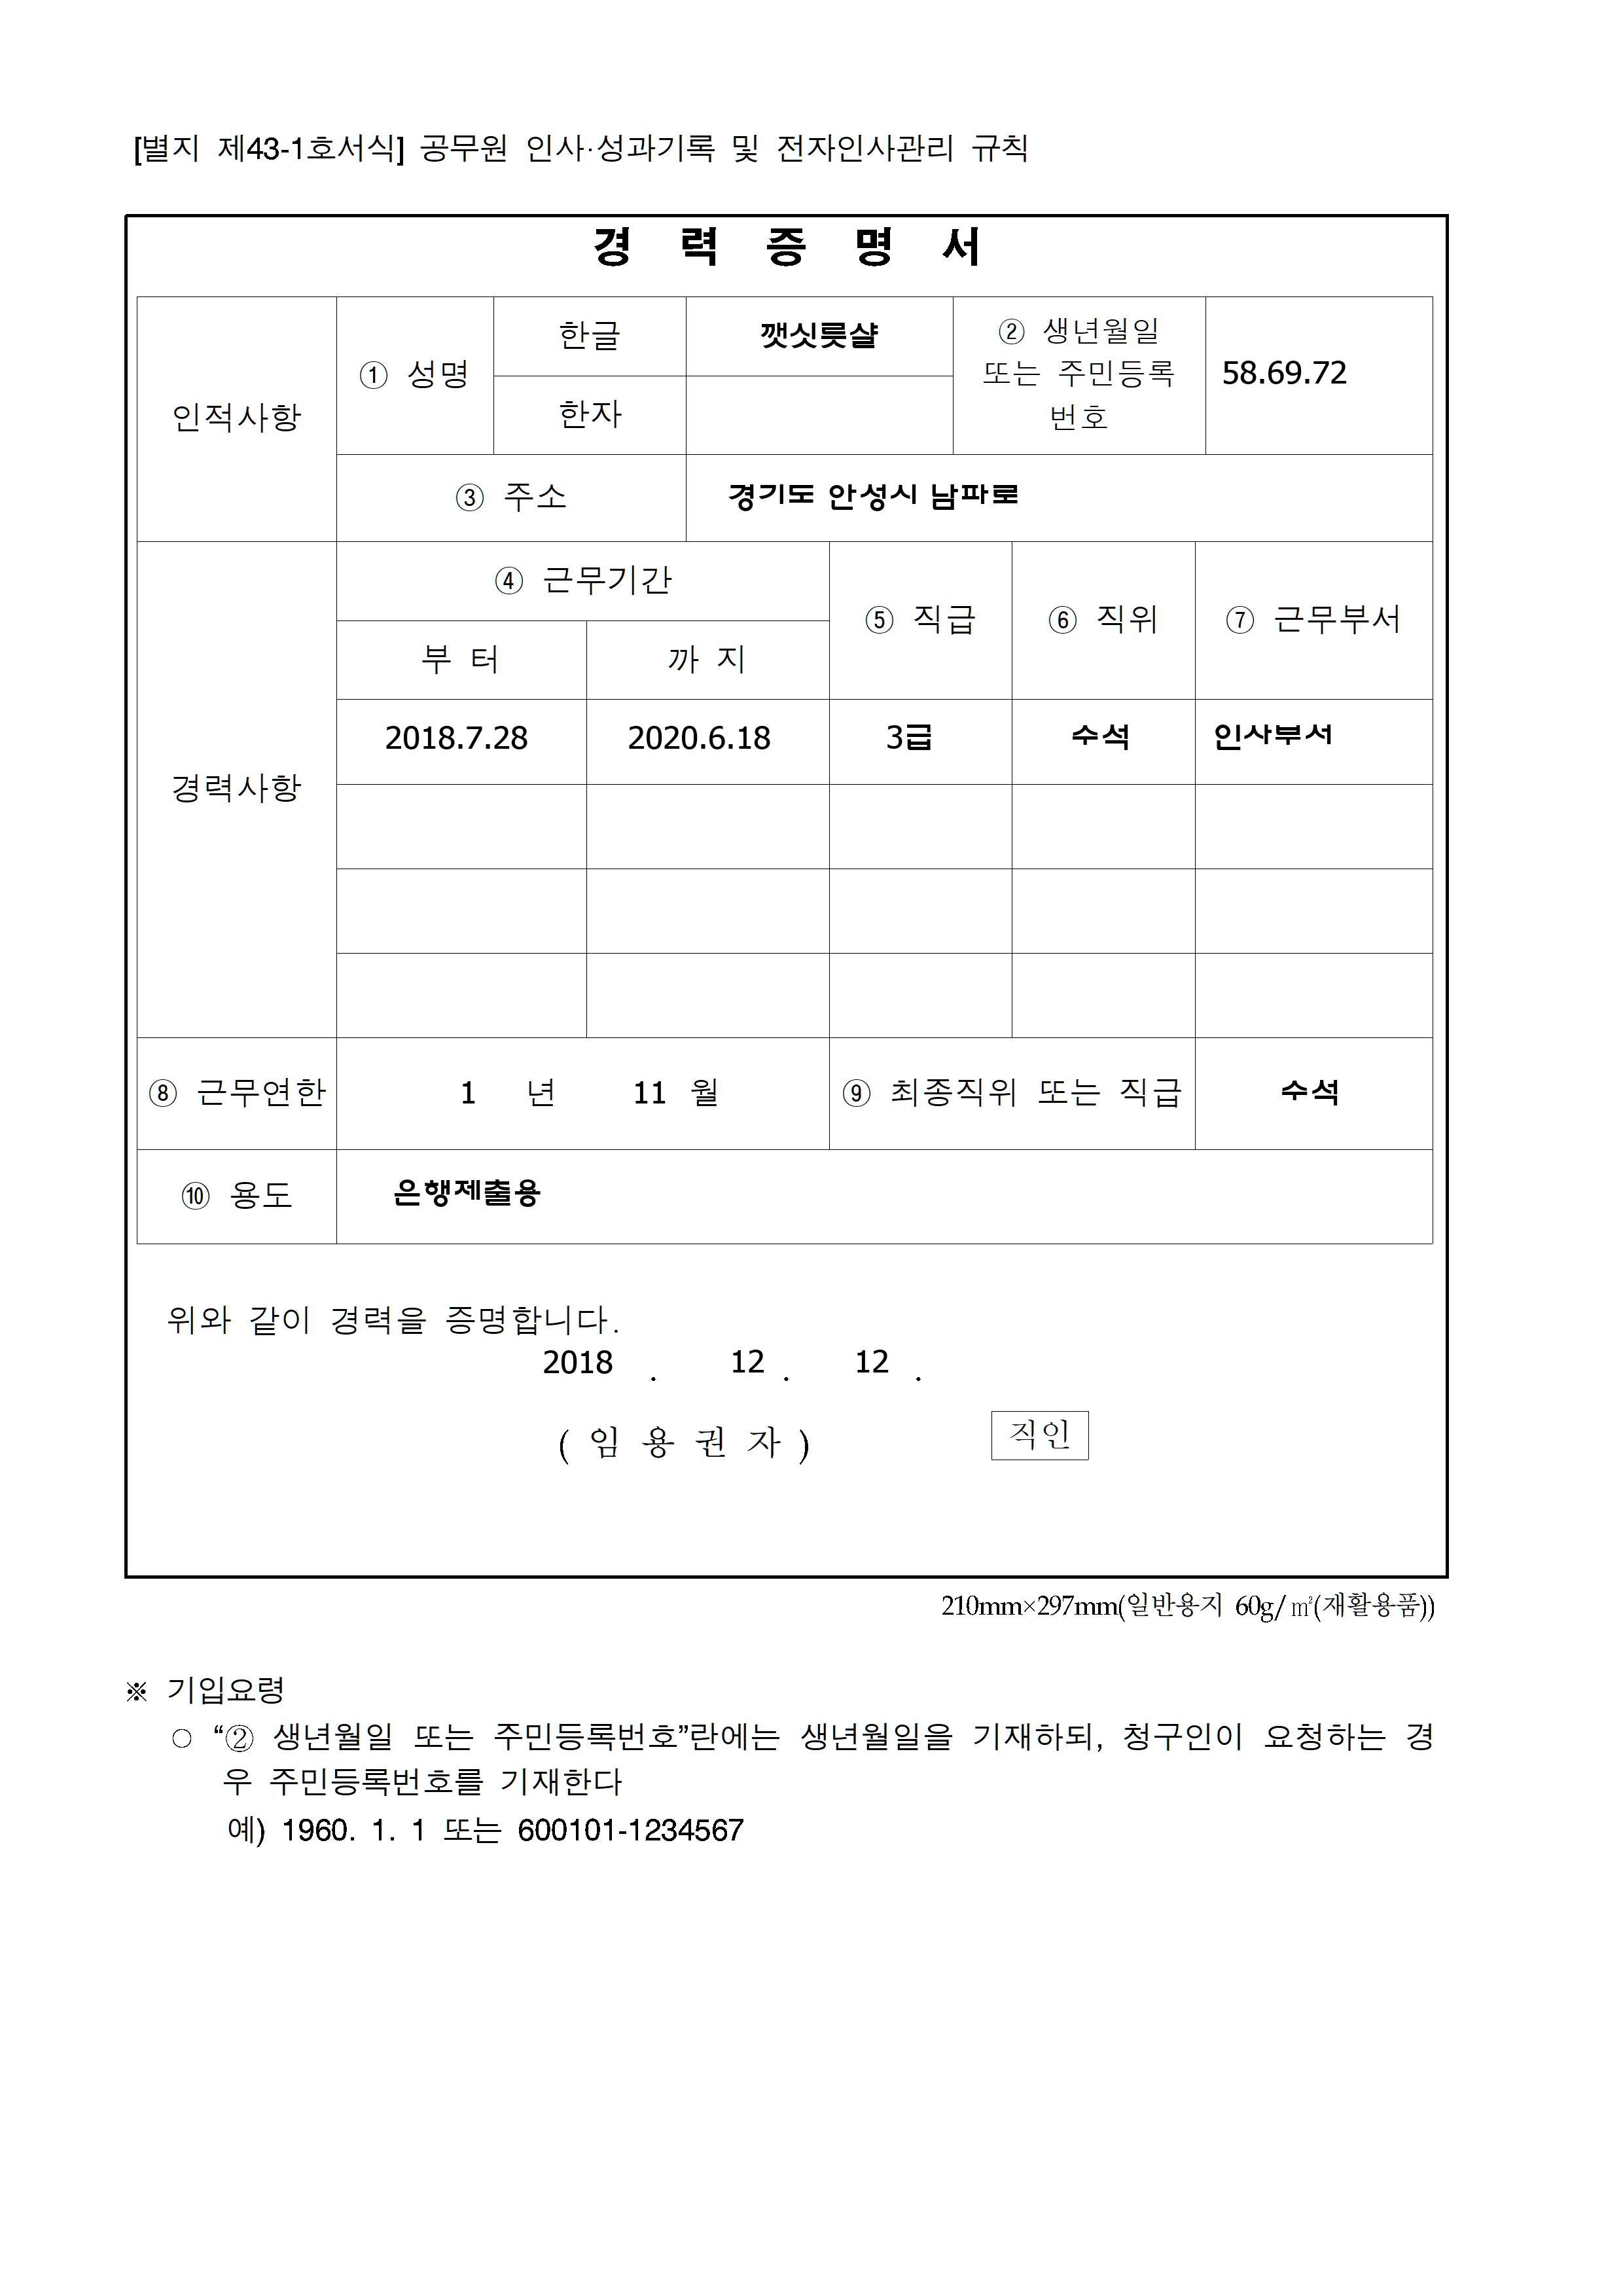 [별지 제43-1호서식] 공무원 인사·성과기록 및 전자인사관리 규칙
경 력 증 명 서
인적사항
① 성명
한글
깻싯룻샬
② 생년월일
또는 주민등록
번호
58.69.72
한자
③ 주소
경기도 안성시 남파로
경력사항
④ 근무기간
⑤ 직급
⑥ 직위
⑦ 근무부서
부 터
까 지
2018.7.28
2020.6.18
3급
수석
인사부서
⑧ 근무연한
1 년 11 월
⑨ 최종직위 또는 직급
수석
⑩ 용도
은행제출용
위와 같이 경력을 증명합니다.
2018 . 12 . 12 .
( 임 용 권 자 )
직인
210mm×297mm(일반용지 60g/㎡(재활용품))
※ 기입요령
○ “② 생년월일 또는 주민등록번호”란에는 생년월일을 기재하되, 청구인이 요청하는 경
우 주민등록번호를 기재한다
예) 1960. 1. 1 또는 600101-1234567